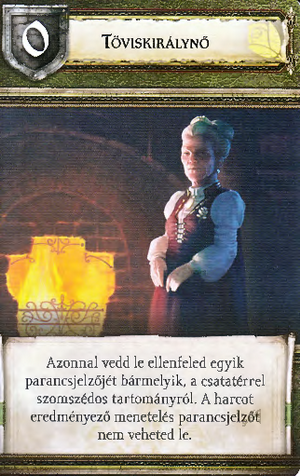 0
TÖVISKIRÁLYNŐ
Azonnal vedd le ellenfeled egyik
parancsjelzőjét bármelyik, a csatatérrel
szomszédos tartományról. A harcot
eredményező menetelés parancsjelzőt
nem veheted le.